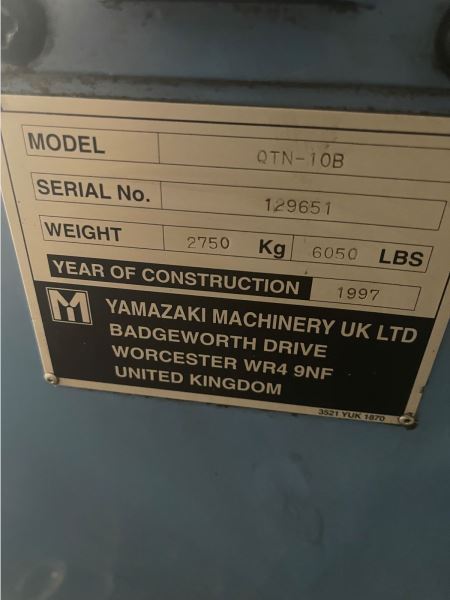 MODEL QTN-10B
SERIAL No. 129651
WEIGHT 2750 Kg 6050 LBS
YEAR OF CONSTRUCTION 1997
M YAMAZAKI MACHINERY UK LTD
BADGEWORTH DRIVE
WORCESTER WR4 9NF
UNITED KINGDOM
3521 YUK 1870